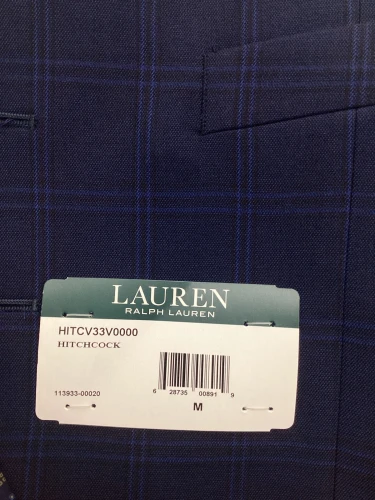 LAUREN
RALPH LAUREN
HITCV33V0000
HITCHCOCK
113933-00020
6 28735 00891 9
M